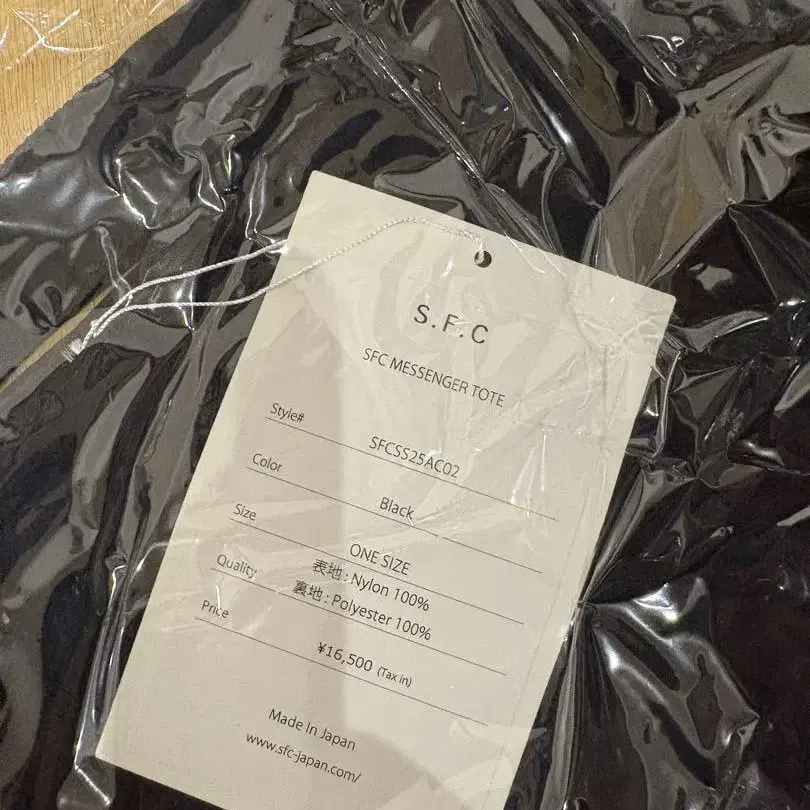 S.F.C
SFC MESSENGER TOTE
Style#
SFCSS25AC02
Color
Black
Size
ONE SIZE
Quality
表地 : Nylon 100%
裏地 : Polyester 100%
Price
¥16,500 (Tax in)
Made In Japan
www.sfc-japan.com/